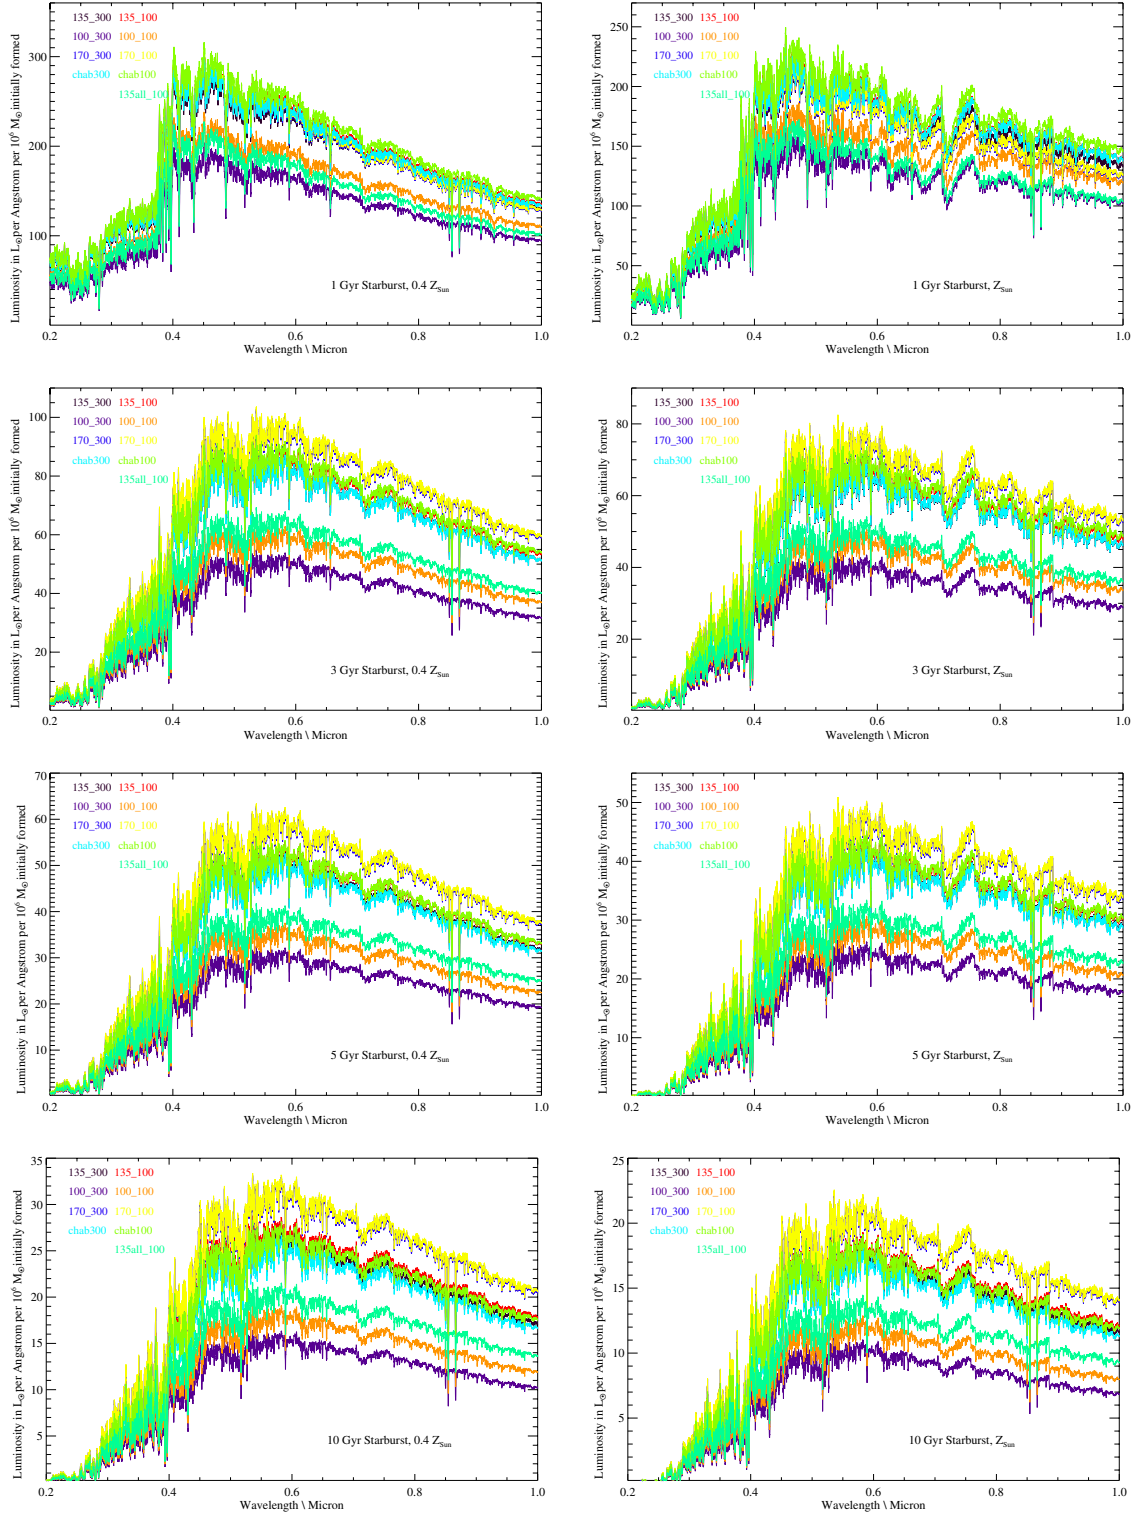 Luminosity in L☉ per Angstrom per 10⁶ M☉ initially formed
300
200
100
135_300 135_100
100_300 100_100
170_300 170_100
chab300 chab100
135all_100
1 Gyr Starburst, 0.4 Z_Sun
0.2 0.4 0.6 0.8 1.0
Wavelength \ Micron
Luminosity in L☉ per Angstrom per 10⁶ M☉ initially formed
250
200
150
100
50
135_300 135_100
100_300 100_100
170_300 170_100
chab300 chab100
135all_100
1 Gyr Starburst, Z_Sun
0.2 0.4 0.6 0.8 1.0
Wavelength \ Micron
Luminosity in L☉ per Angstrom per 10⁶ M☉ initially formed
100
80
60
40
20
135_300 135_100
100_300 100_100
170_300 170_100
chab300 chab100
135all_100
3 Gyr Starburst, 0.4 Z_Sun
0.2 0.4 0.6 0.8 1.0
Wavelength \ Micron
Luminosity in L☉ per Angstrom per 10⁶ M☉ initially formed
80
60
40
20
135_300 135_100
100_300 100_100
170_300 170_100
chab300 chab100
135all_100
3 Gyr Starburst, Z_Sun
0.2 0.4 0.6 0.8 1.0
Wavelength \ Micron
Luminosity in L☉ per Angstrom per 10⁶ M☉ initially formed
70
60
50
40
30
20
10
135_300 135_100
100_300 100_100
170_300 170_100
chab300 chab100
135all_100
5 Gyr Starburst, 0.4 Z_Sun
0.2 0.4 0.6 0.8 1.0
Wavelength \ Micron
Luminosity in L☉ per Angstrom per 10⁶ M☉ initially formed
50
40
30
20
10
135_300 135_100
100_300 100_100
170_300 170_100
chab300 chab100
135all_100
5 Gyr Starburst, Z_Sun
0.2 0.4 0.6 0.8 1.0
Wavelength \ Micron
Luminosity in L☉ per Angstrom per 10⁶ M☉ initially formed
35
30
25
20
15
10
5
135_300 135_100
100_300 100_100
170_300 170_100
chab300 chab100
135all_100
10 Gyr Starburst, 0.4 Z_Sun
0.2 0.4 0.6 0.8 1.0
Wavelength \ Micron
Luminosity in L☉ per Angstrom per 10⁶ M☉ initially formed
25
20
15
10
5
135_300 135_100
100_300 100_100
170_300 170_100
chab300 chab100
135all_100
10 Gyr Starburst, Z_Sun
0.2 0.4 0.6 0.8 1.0
Wavelength \ Micron